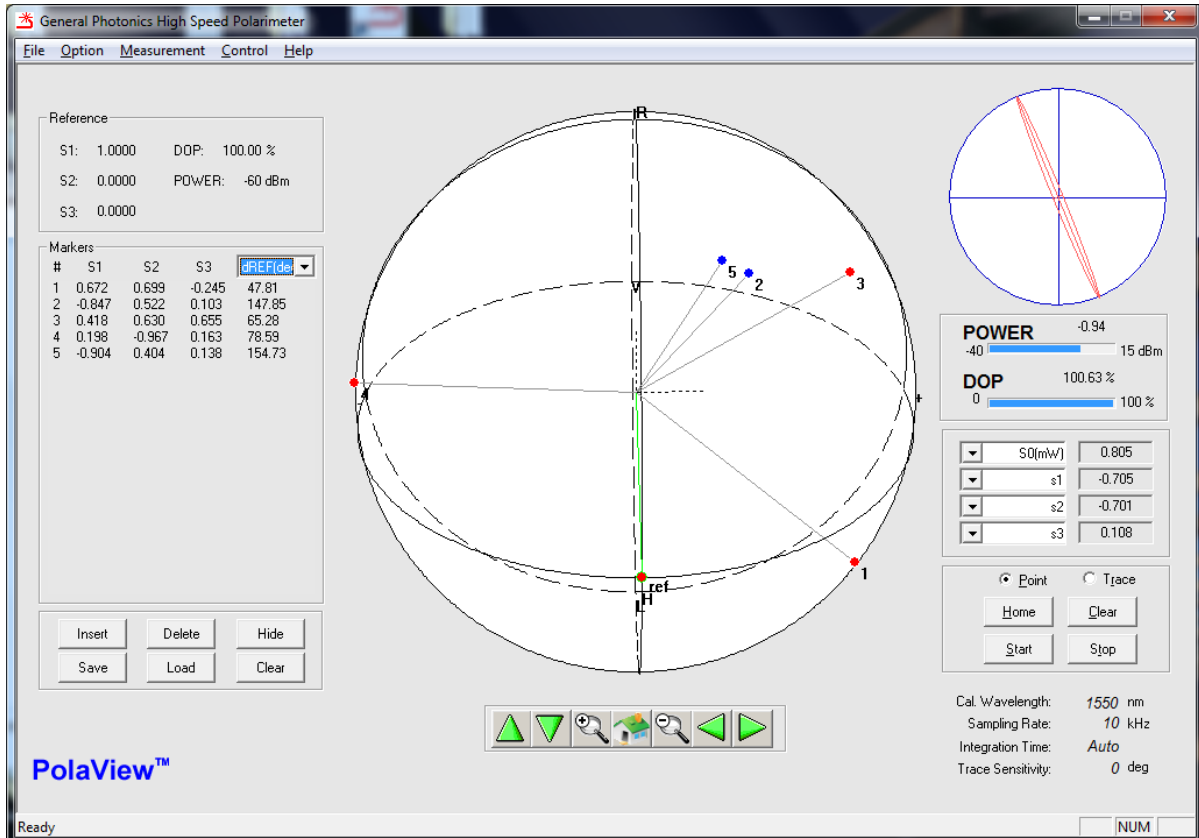 General Photonics High Speed Polarimeter
File Option Measurement Control Help
Reference
S1: 1.0000 DOP: 100.00 %
S2: 0.0000 POWER: -60 dBm
S3: 0.0000
Markers
# S1 S2 S3 dREF(de
1 0.672 0.699 -0.245 47.81
2 -0.847 0.522 0.103 147.85
3 0.418 0.630 0.655 65.28
4 0.198 -0.967 0.163 78.59
5 -0.904 0.404 0.138 154.73
Insert Delete Hide
Save Load Clear
PolaView™
R
5
2
3
V
4
-
+
1
ref
H
L
POWER -0.94
-40 15 dBm
DOP 100.63 %
0 100 %
S0(mW) 0.805
s1 -0.705
s2 -0.701
s3 0.108
Point Trace
Home Clear
Start Stop
Cal. Wavelength: 1550 nm
Sampling Rate: 10 kHz
Integration Time: Auto
Trace Sensitivity: 0 deg
Ready NUM